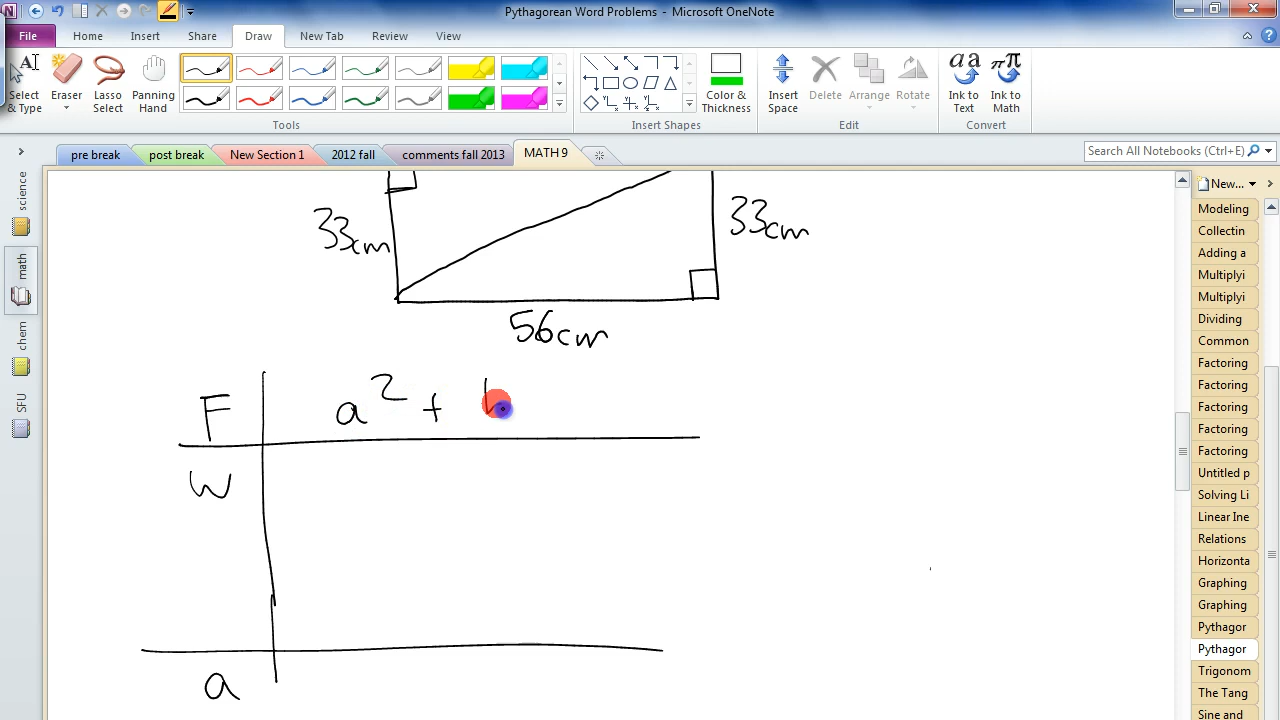 Pythagorean Word Problems - Microsoft OneNote
File Home Insert Share Draw New Tab Review View
Select & Type
Eraser
Lasso Select
Panning Hand
Color & Thickness
Insert Space
Delete
Arrange
Rotate
Ink to Text
Ink to Math
Tools Insert Shapes Edit Convert
pre break post break New Section 1 2012 fall comments fall 2013 MATH 9
Search All Notebooks (Ctrl+E)
science
math
chem
SFU
New...
Modeling
Collectin
Adding a
Multiplyi
Multiplyi
Dividing
Common
Factoring
Factoring
Factoring
Factoring
Factoring
Untitled p
Solving Li
Linear Ine
Relations
Horizonta
Graphing
Graphing
Pythagor
Pythagor
Trigonom
The Tang
Sine and
33cm
33cm
56cm
F a² + b
w
a